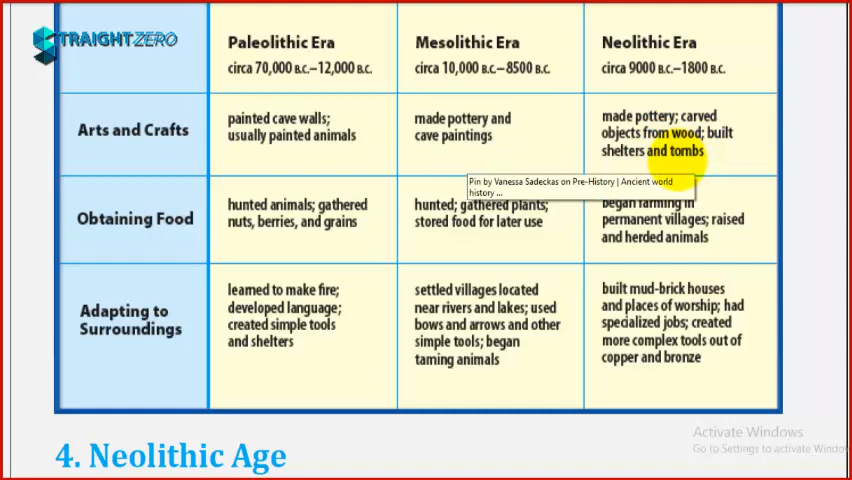 STRAIGHTZERO
Paleolithic Era
circa 70,000 B.C.–12,000 B.C.
Mesolithic Era
circa 10,000 B.C.–8500 B.C.
Neolithic Era
circa 9000 B.C.–1800 B.C.
Arts and Crafts
painted cave walls;
usually painted animals
made pottery and
cave paintings
made pottery; carved
objects from wood; built
shelters and tombs
Pin by Vanessa Sadeckas on Pre-History | Ancient world
history ...
Obtaining Food
hunted animals; gathered
nuts, berries, and grains
hunted; gathered plants;
stored food for later use
began farming in
permanent villages; raised
and herded animals
Adapting to
Surroundings
learned to make fire;
developed language;
created simple tools
and shelters
settled villages located
near rivers and lakes; used
bows and arrows and other
simple tools; began
taming animals
built mud-brick houses
and places of worship; had
specialized jobs; created
more complex tools out of
copper and bronze
Activate Windows
Go to Settings to activate Window
4. Neolithic Age